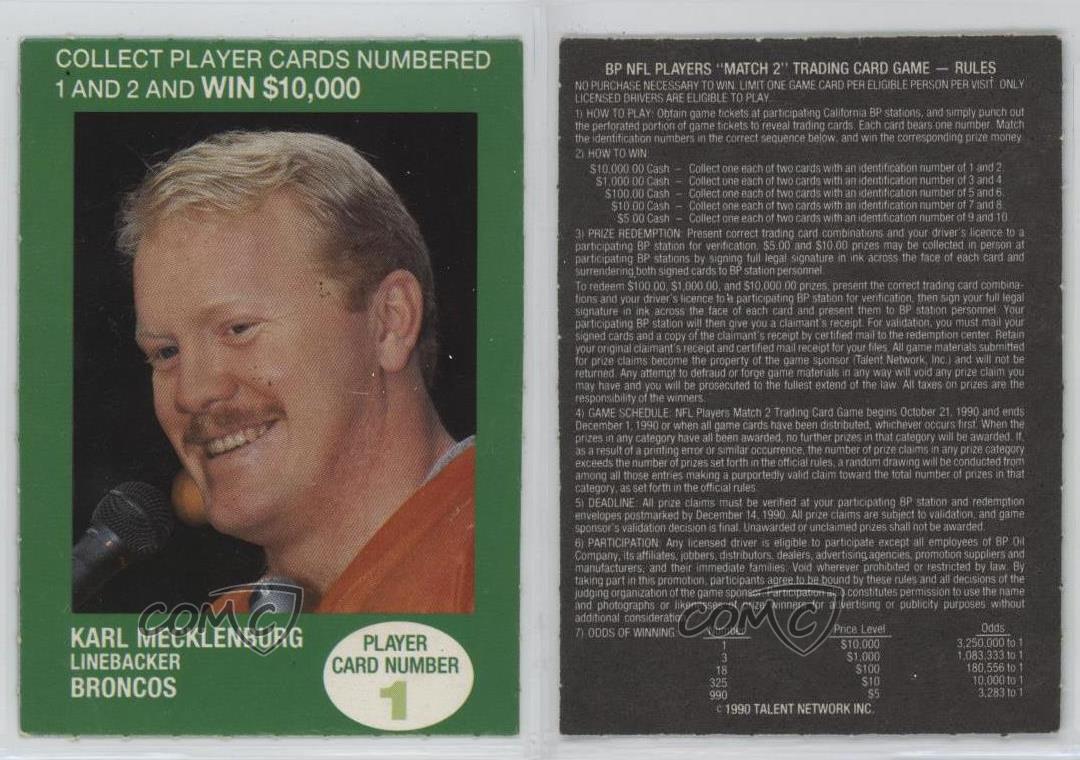 COLLECT PLAYER CARDS NUMBERED
1 AND 2 AND WIN $10,000
KARL MECKLENBURG
LINEBACKER
BRONCOS
PLAYER
CARD NUMBER
1
COMC
BP NFL PLAYERS "MATCH 2" TRADING CARD GAME — RULES
NO PURCHASE NECESSARY TO WIN. LIMIT ONE GAME CARD PER ELIGIBLE PERSON PER VISIT. ONLY
LICENSED DRIVERS ARE ELIGIBLE TO PLAY.
1) HOW TO PLAY: Obtain game tickets at participating California BP stations, and simply punch out
the perforated portion of game tickets to reveal trading cards. Each card bears one number. Match
the identification numbers in the correct sequence below, and win the corresponding prize money.
2) HOW TO WIN:
$10,000.00 Cash – Collect one each of two cards with an identification number of 1 and 2.
$1,000.00 Cash – Collect one each of two cards with an identification number of 3 and 4.
$100.00 Cash – Collect one each of two cards with an identification number of 5 and 6.
$10.00 Cash – Collect one each of two cards with an identification number of 7 and 8.
$5.00 Cash – Collect one each of two cards with an identification number of 9 and 10.
3) PRIZE REDEMPTION: Present correct trading card combinations and your driver's licence to a
participating BP station for verification. $5.00 and $10.00 prizes may be collected in person at
participating BP stations by signing full legal signature in ink across the face of each card and
surrendering both signed cards to BP station personnel.
To redeem $100.00, $1,000.00, and $10,000.00 prizes, present the correct trading card combina-
tions and your driver's licence to a participating BP station for verification, then sign your full legal
signature in ink across the face of each card and present them to BP station personnel. Your
participating BP station will then give you a claimant's receipt. For validation, you must mail your
signed cards and a copy of the claimant's receipt by certified mail to the redemption center. Retain
your original claimant's receipt and certified mail receipt for your files. All game materials submitted
for prize claims become the property of the game sponsor (Talent Network, Inc.) and will not be
returned. Any attempt to defraud or forge game materials in any way will void any prize claim you
may have and you will be prosecuted to the fullest extend of the law. All taxes on prizes are the
responsibility of the winners.
4) GAME SCHEDULE: NFL Players Match 2 Trading Card Game begins October 21, 1990 and ends
December 1, 1990 or when all game cards have been distributed, whichever occurs first. When the
prizes in any category have all been awarded, no further prizes in that category will be awarded. If,
as a result of a printing error or similar occurrence, the number of prize claims in any prize category
exceeds the number of prizes set forth in the official rules, a random drawing will be conducted from
among all those entries making a purportedly valid claim toward the total number of prizes in that
category, as set forth in the official rules.
5) DEADLINE: All prize claims must be verified at your participating BP station and redemption
envelopes postmarked by December 14, 1990. All prize claims are subject to validation, and game
sponsor's validation decision is final. Unawarded or unclaimed prizes shall not be awarded.
6) PARTICIPATION: Any licensed driver is eligible to participate except all employees of BP Oil
Company, its affiliates, jobbers, distributors, dealers, advertising agencies, promotion suppliers and
manufacturers, and their immediate families. Void wherever prohibited or restricted by law. By
taking part in this promotion, participants agree to be bound by these rules and all decisions of the
judging organization of the game sponsor. Participation constitutes permission to use the name
and photographs or likenesses of prize winners for advertising or publicity purposes without
additional consideration.
7) ODDS OF WINNING: Number Price Level Odds
1 $10,000 3,250,000 to 1
3 $1,000 1,083,333 to 1
18 $100 180,556 to 1
325 $10 10,000 to 1
990 $5 3,283 to 1
© 1990 TALENT NETWORK INC.
COMC